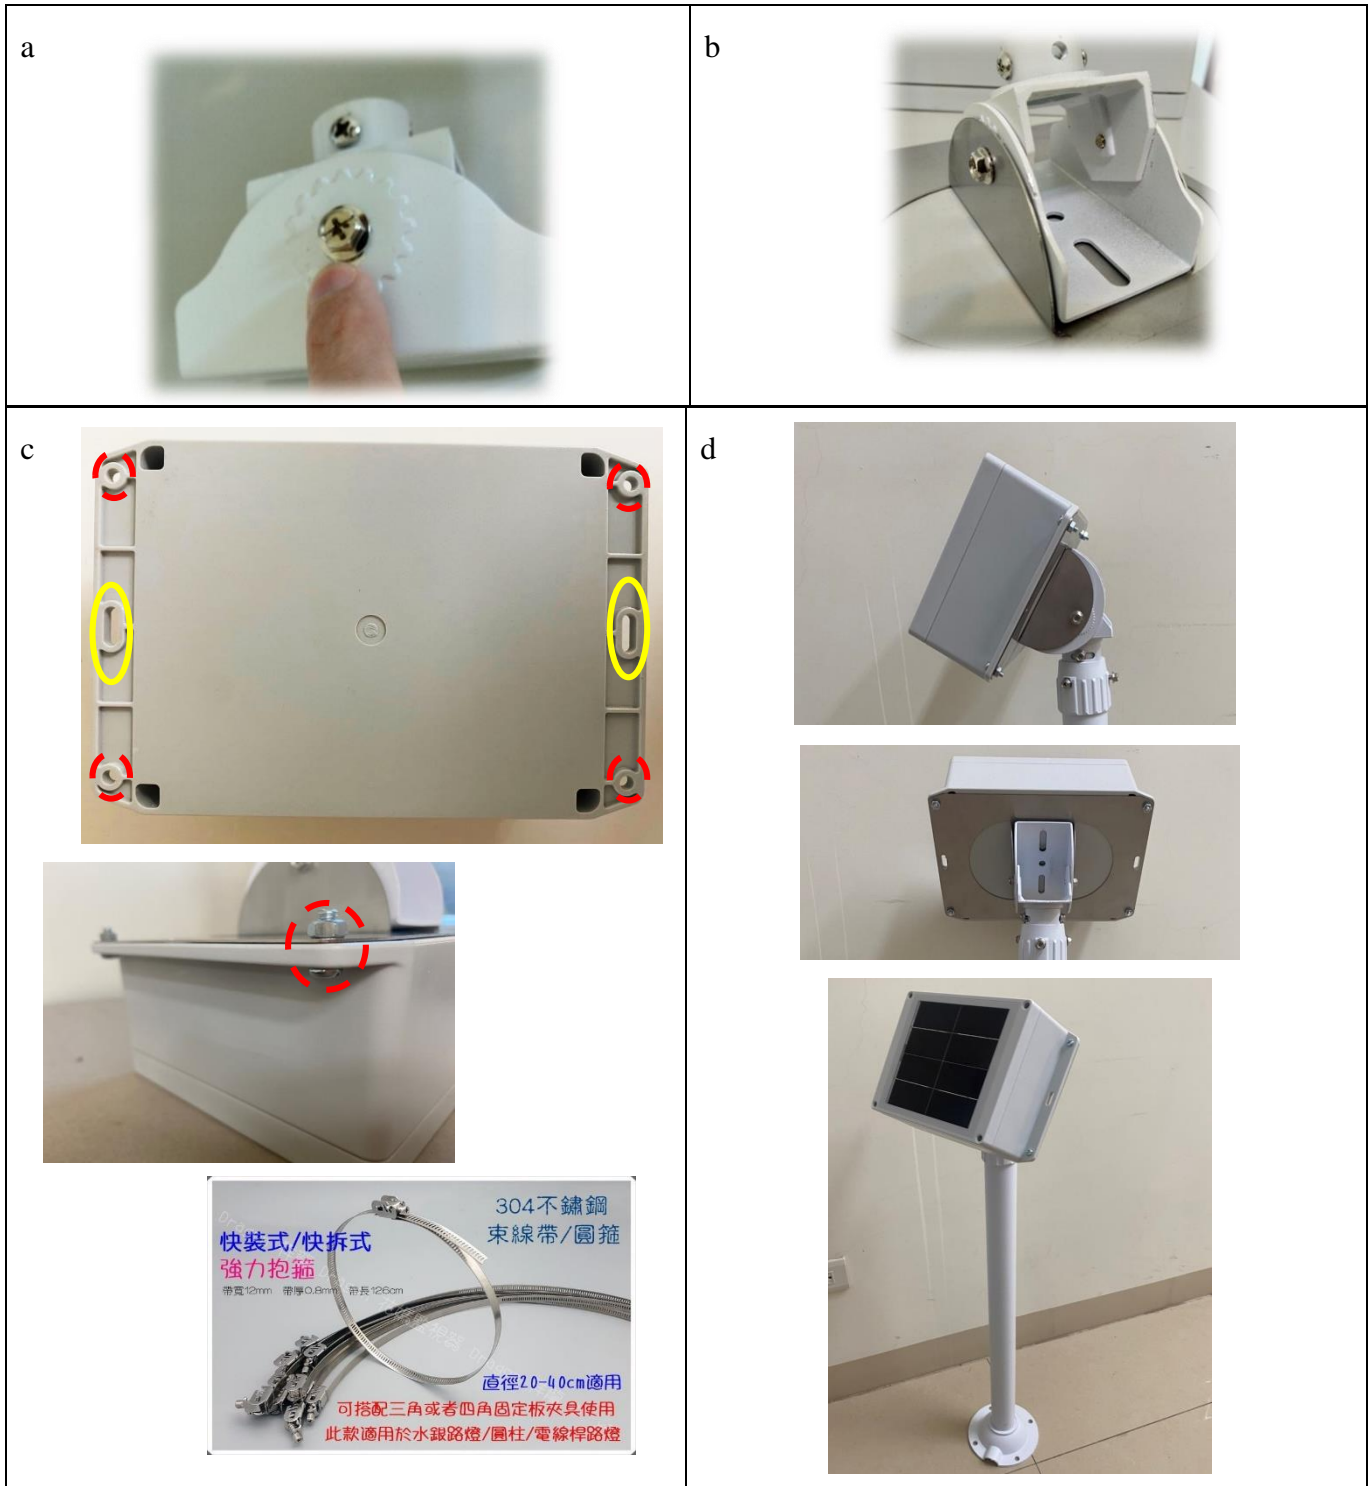 a
b
c
d
304不鏽鋼
束線帶/圓箍
快裝式/快拆式
強力抱箍
帶寬12mm 帶厚0.8mm 帶長126cm
直徑20-40cm適用
可搭配三角或者四角固定板夾具使用
此款適用於水銀路燈/圓柱/電線桿路燈